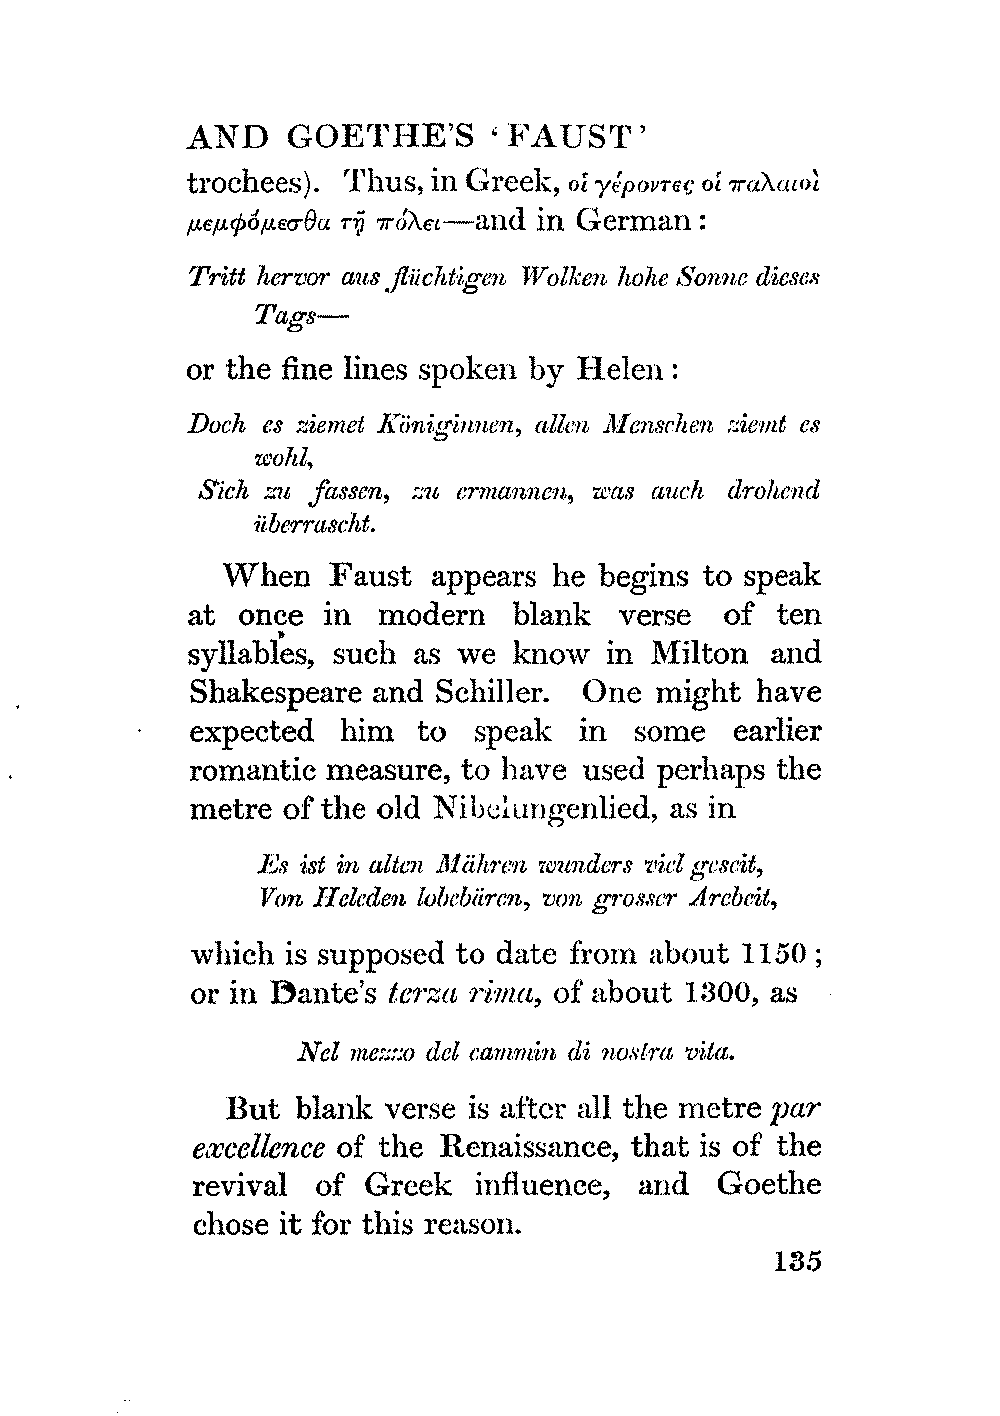 AND GOETHE'S ‘FAUST’
trochees). Thus, in Greek, οἱ γέροντες οἱ παλαιοὶ
μεμφόμεσθα τῇ πόλει—and in German :
Tritt hervor aus flüchtigen Wolken hohe Sonne dieses
Tags—
or the fine lines spoken by Helen :
Doch es ziemet Königinnen, allen Menschen ziemt es
wohl,
Sich zu fassen, zu ermannen, was auch drohend
überrascht.
When Faust appears he begins to speak
at once in modern blank verse of ten
syllables, such as we know in Milton and
Shakespeare and Schiller. One might have
expected him to speak in some earlier
romantic measure, to have used perhaps the
metre of the old Nibelungenlied, as in
Es ist in alten Mähren wunders viel geseit,
Von Heleden lobebären, von grosser Arebeit,
which is supposed to date from about 1150 ;
or in Dante's terza rima, of about 1300, as
Nel mezzo del cammin di nostra vita.
But blank verse is after all the metre par
excellence of the Renaissance, that is of the
revival of Greek influence, and Goethe
chose it for this reason.
135